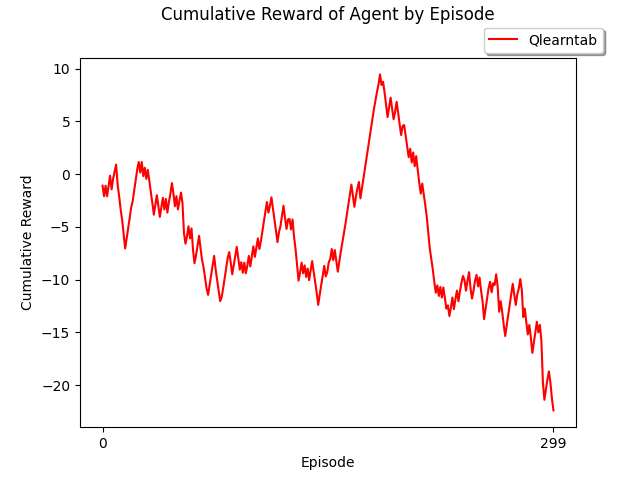 Cumulative Reward of Agent by Episode
Qlearntab
10
5
0
−5
−10
−15
−20
Cumulative Reward
0 299
Episode